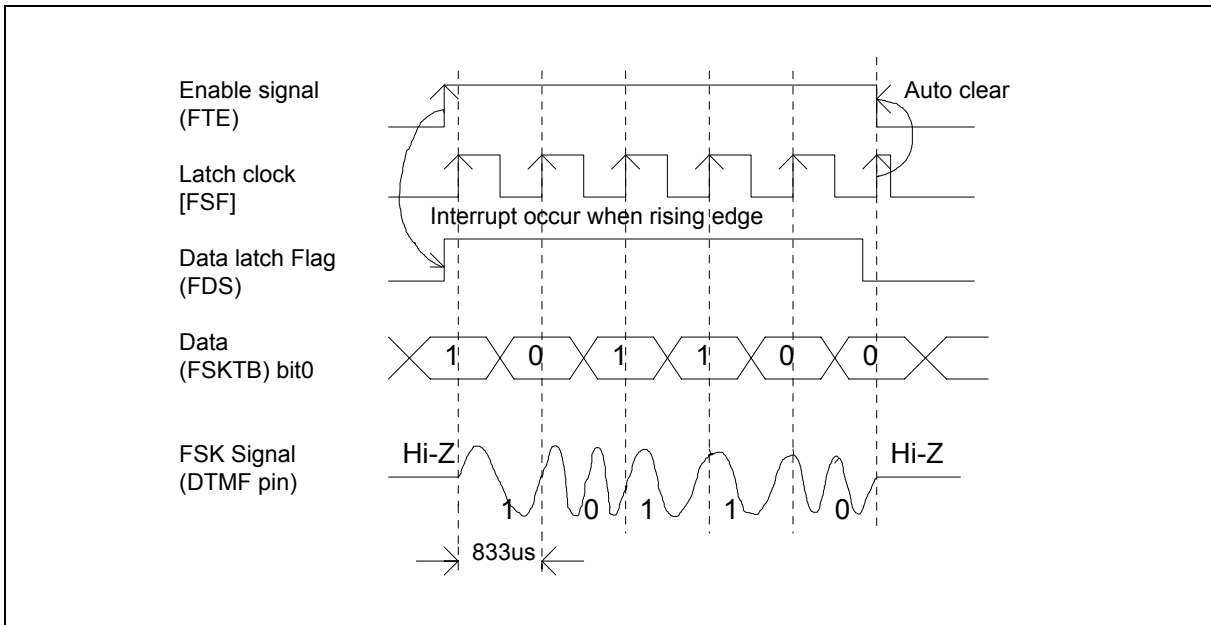 Enable signal
(FTE)
Auto clear
Latch clock
[FSF]
Interrupt occur when rising edge
Data latch Flag
(FDS)
Data
(FSKTB) bit0
1 0 1 1 0 0
FSK Signal
(DTMF pin)
Hi-Z
Hi-Z
1 0 1 1 0
833us